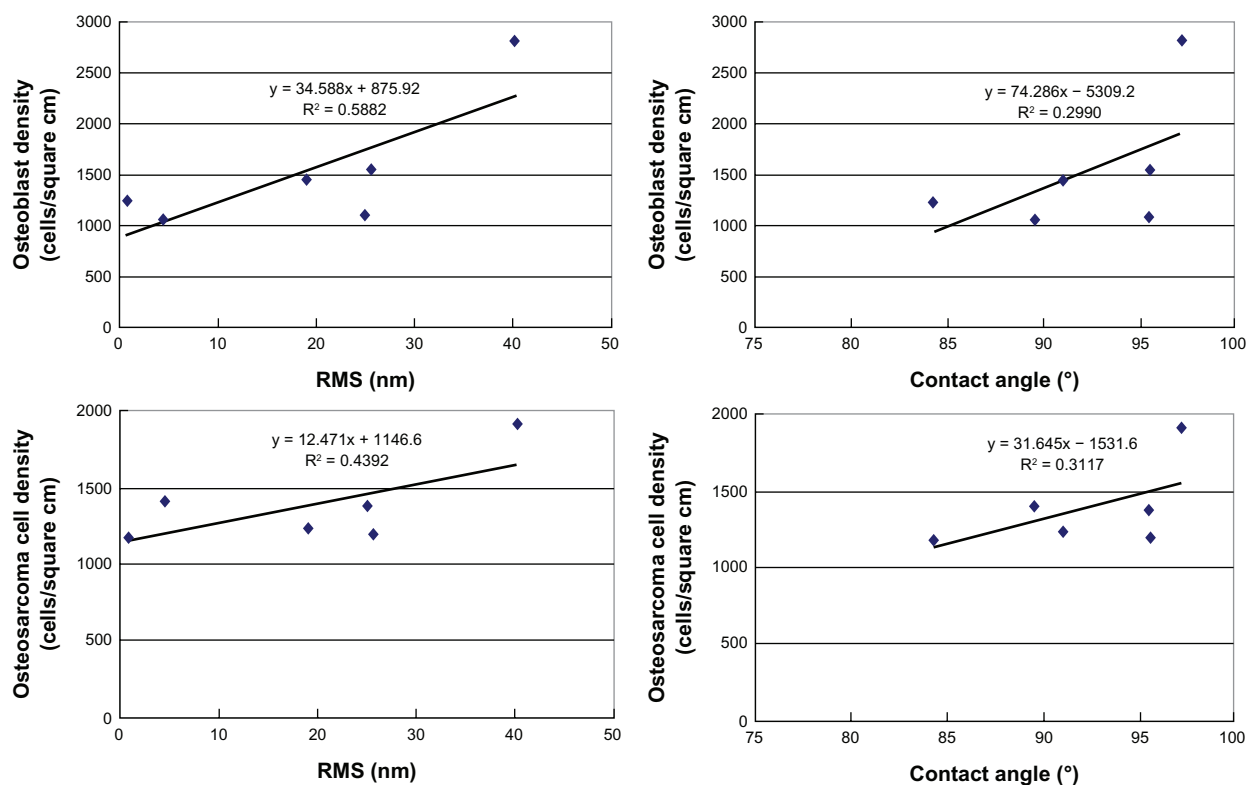 3000
2500
2000
1500
1000
500
0
Osteoblast density
(cells/square cm)
y = 34.588x + 875.92
R² = 0.5882
0 10 20 30 40 50
RMS (nm)
3000
2500
2000
1500
1000
500
0
Osteoblast density
(cells/square cm)
y = 74.286x − 5309.2
R² = 0.2990
75 80 85 90 95 100
Contact angle (°)
2000
1500
1000
500
0
Osteosarcoma cell density
(cells/square cm)
y = 12.471x + 1146.6
R² = 0.4392
0 10 20 30 40 50
RMS (nm)
2000
1500
1000
500
0
Osteosarcoma cell density
(cells/square cm)
y = 31.645x − 1531.6
R² = 0.3117
75 80 85 90 95 100
Contact angle (°)